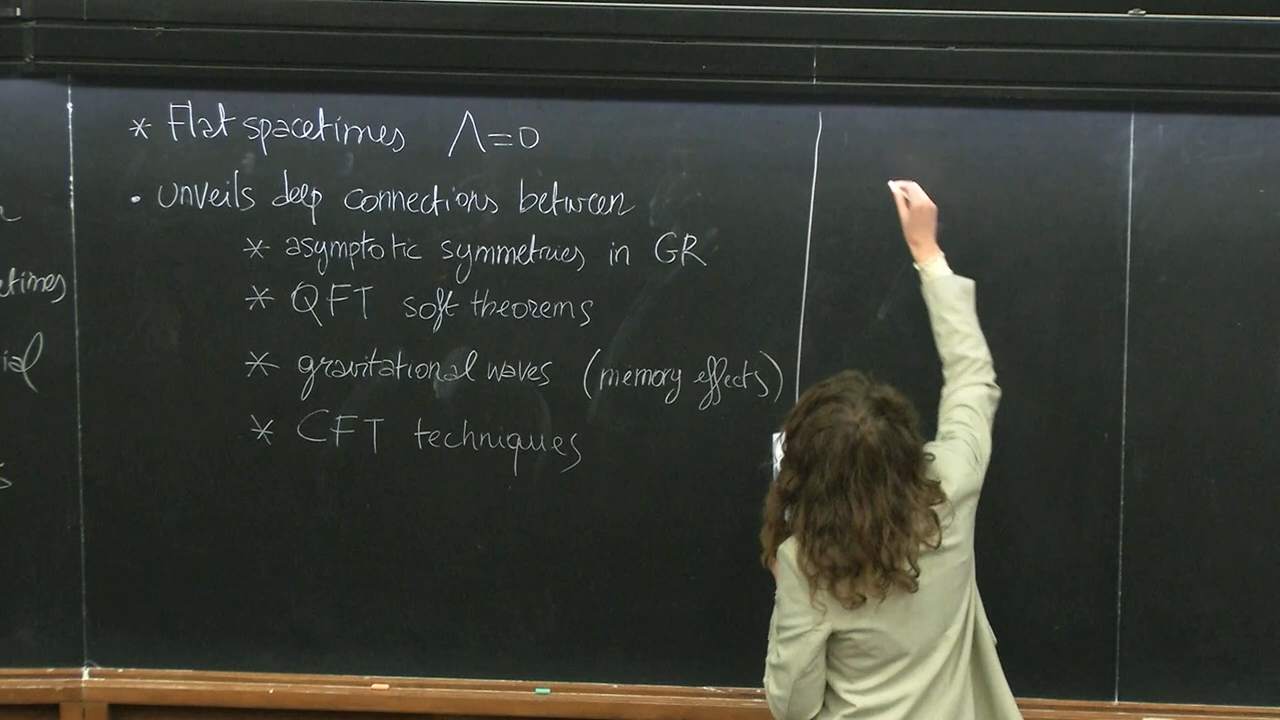 * Flat spacetimes Λ=0
• unveils deep connections between
* asymptotic symmetries in GR
* QFT soft theorems
* gravitational waves (memory effects)
* CFT techniques